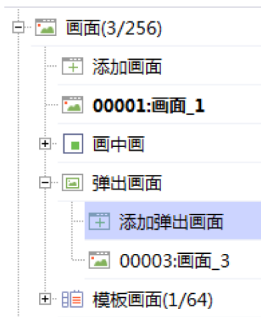 画面(3/256)
添加画面
00001:画面_1
画中画
弹出画面
添加弹出画面
00003:画面_3
模板画面(1/64)